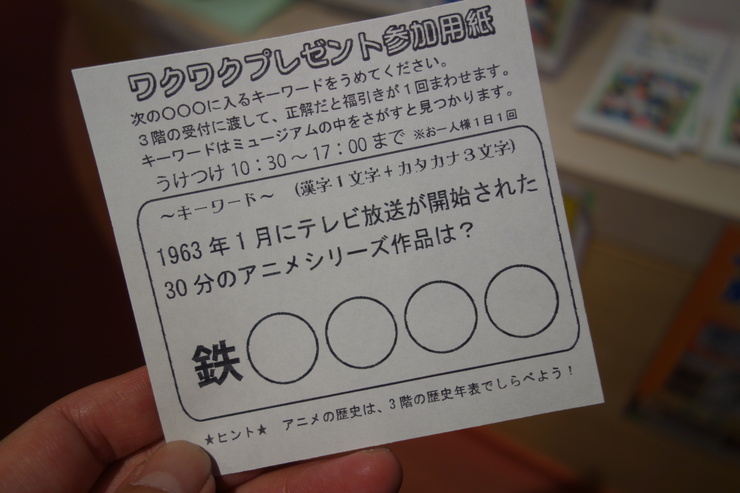 ワクワクプレゼント参加用紙
次の〇〇〇に入るキーワードをうめてください。
3階の受付に渡して、正解だと福引きが1回まわせます。
キーワードはミュージアムの中をさがすと見つかります。
うけつけ 10：30～17：00まで ※お一人様1日1回
～キーワード～ （漢字1文字+カタカナ3文字）
1963年1月にテレビ放送が開始された
30分のアニメシリーズ作品は？
鉄〇〇〇〇
★ヒント★ アニメの歴史は、3階の歴史年表でしらべよう！